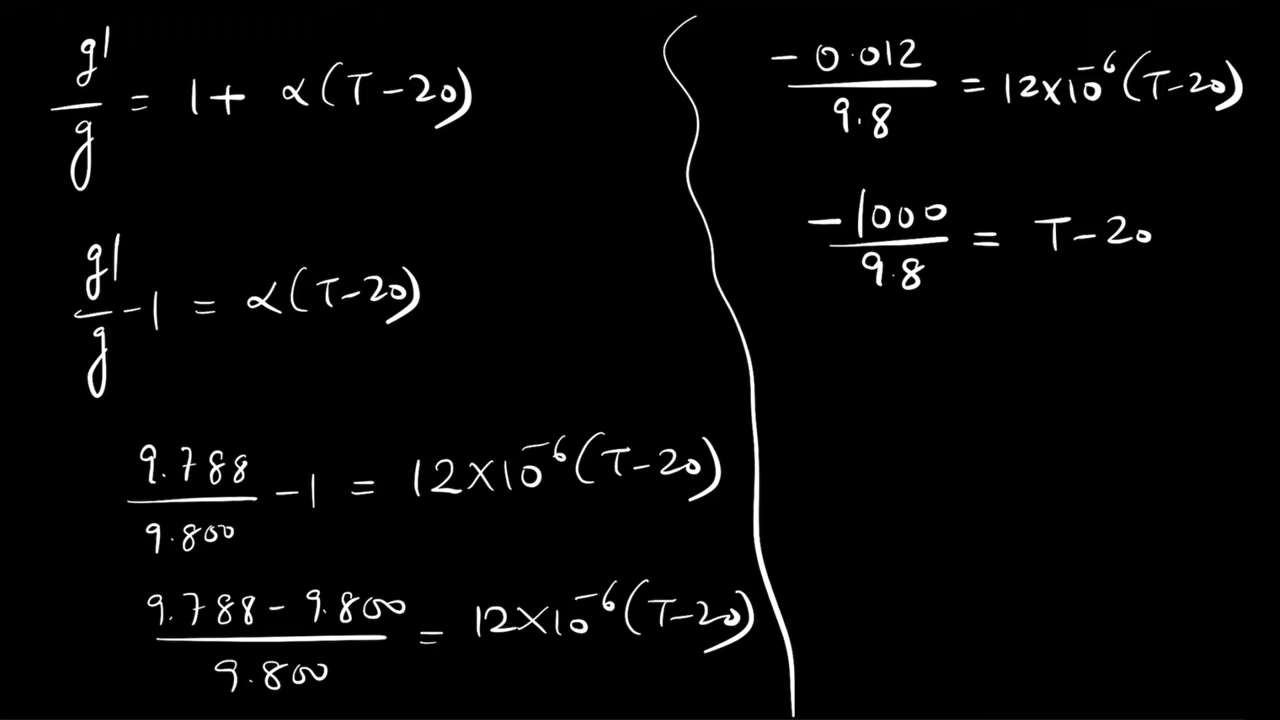 g'/g = 1 + α(T-20)
g'/g - 1 = α(T-20)
9.788/9.800 - 1 = 12×10⁻⁶(T-20)
9.788 - 9.800/9.800 = 12×10⁻⁶(T-20)
-0.012/9.8 = 12×10⁻⁶(T-20)
-1000/9.8 = T-20